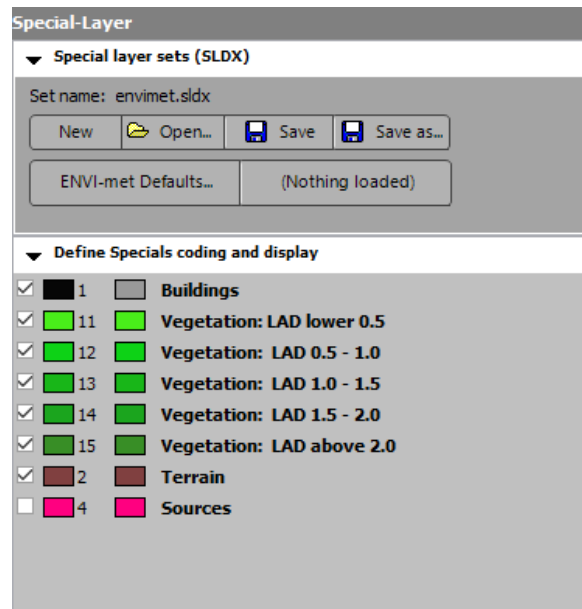 Special-Layer
Special layer sets (SLDX)
Set name: envimet.sldx
New Open... Save Save as...
ENVI-met Defaults... (Nothing loaded)
Define Specials coding and display
1 Buildings
11 Vegetation: LAD lower 0.5
12 Vegetation: LAD 0.5 - 1.0
13 Vegetation: LAD 1.0 - 1.5
14 Vegetation: LAD 1.5 - 2.0
15 Vegetation: LAD above 2.0
2 Terrain
4 Sources